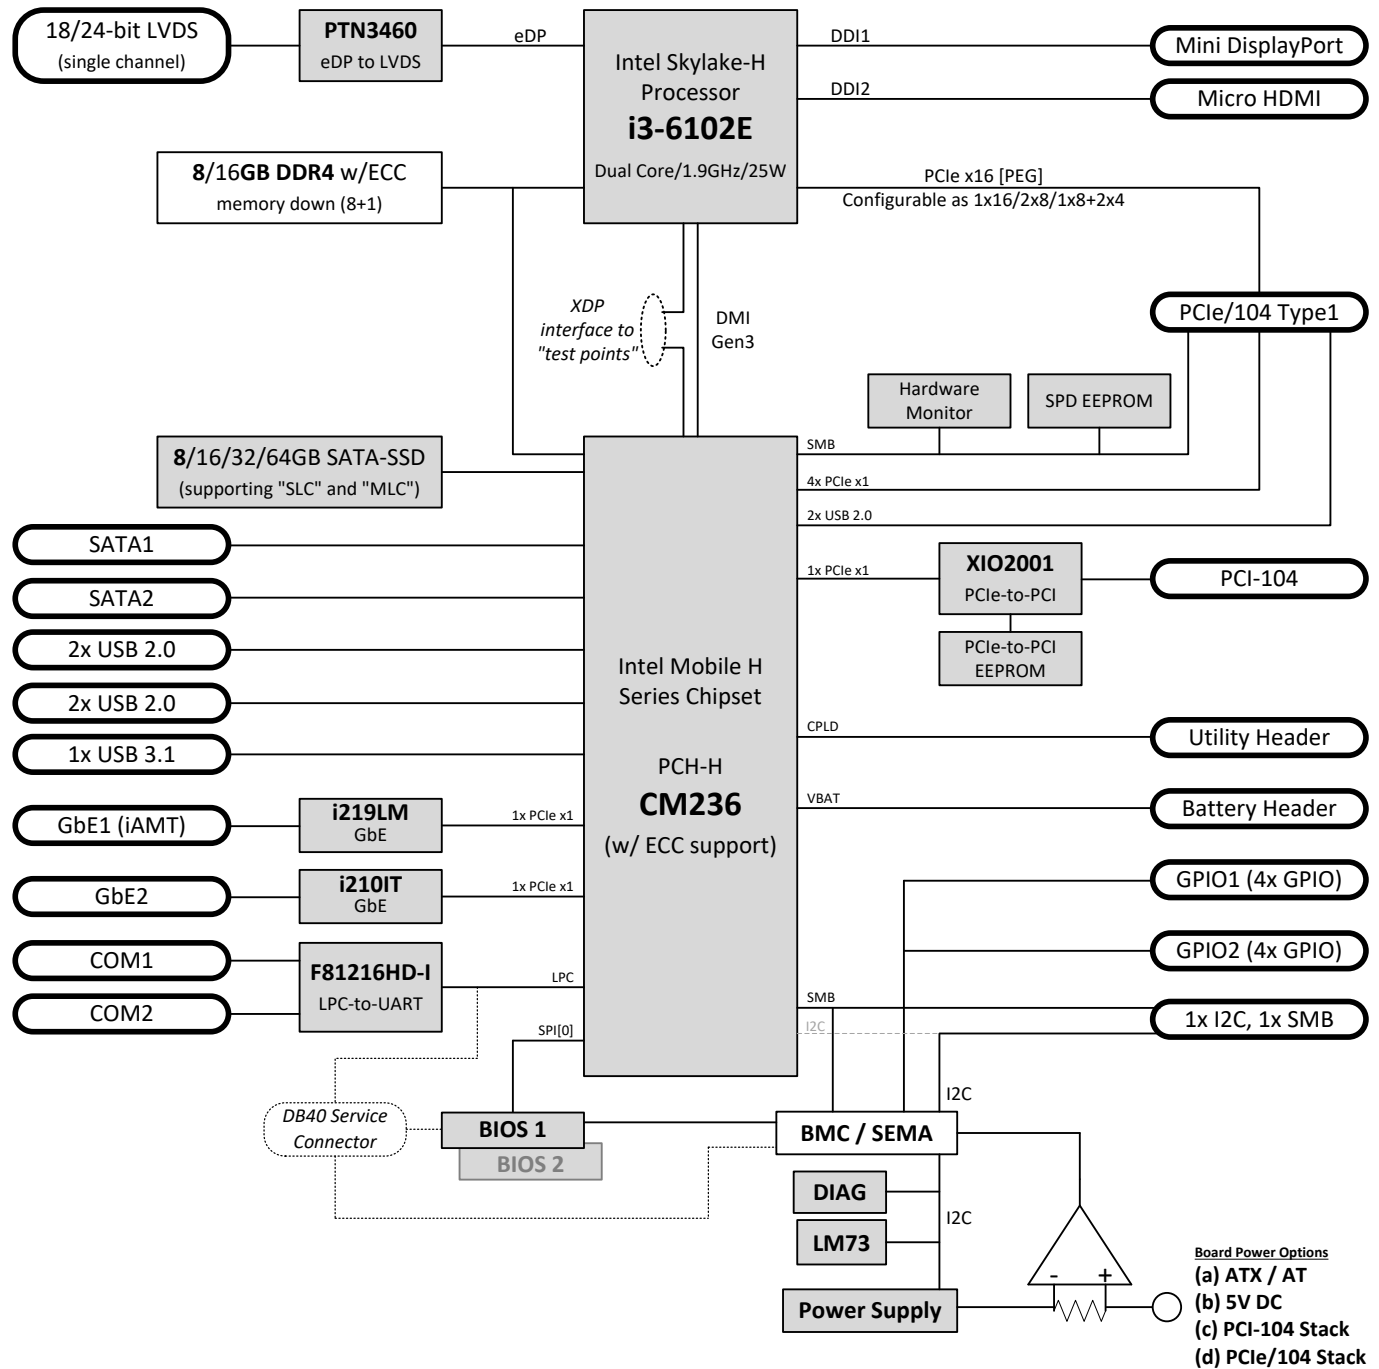 18/24-bit LVDS
(single channel)
PTN3460
eDP to LVDS
eDP
Intel Skylake-H
Processor
i3-6102E
Dual Core/1.9GHz/25W
DDI1
Mini DisplayPort
DDI2
Micro HDMI
8/16GB DDR4 w/ECC
memory down (8+1)
PCIe x16 [PEG]
Configurable as 1x16/2x8/1x8+2x4
XDP
interface to
"test points"
DMI
Gen3
PCIe/104 Type1
Hardware
Monitor
SPD EEPROM
8/16/32/64GB SATA-SSD
(supporting "SLC" and "MLC")
SMB
4x PCIe x1
2x USB 2.0
SATA1
SATA2
2x USB 2.0
2x USB 2.0
1x USB 3.1
1x PCIe x1
XIO2001
PCIe-to-PCI
PCI-104
PCIe-to-PCI
EEPROM
Intel Mobile H
Series Chipset
PCH-H
CM236
(w/ ECC support)
CPLD
Utility Header
VBAT
Battery Header
GbE1 (iAMT)
i219LM
GbE
1x PCIe x1
GbE2
i210IT
GbE
1x PCIe x1
GPIO1 (4x GPIO)
GPIO2 (4x GPIO)
COM1
COM2
F81216HD-I
LPC-to-UART
LPC
SPI[0]
SMB
I2C
1x I2C, 1x SMB
I2C
DB40 Service
Connector
BIOS 1
BIOS 2
BMC / SEMA
DIAG
I2C
LM73
Power Supply
- +
Board Power Options
(a) ATX / AT
(b) 5V DC
(c) PCI-104 Stack
(d) PCIe/104 Stack